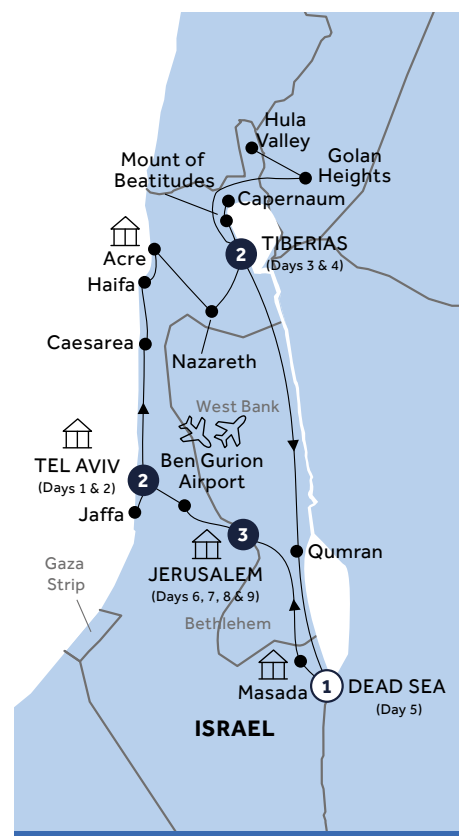 Hula
Valley
Mount of
Beatitudes
Golan
Heights
Capernaum
2
TIBERIAS
(Days 3 & 4)
Acre
Haifa
Caesarea
Nazareth
West Bank
TEL AVIV
(Days 1 & 2)
2
Ben Gurion
Airport
Jaffa
3
JERUSALEM
(Days 6, 7, 8 & 9)
Qumran
Gaza
Strip
Bethlehem
Masada
1
DEAD SEA
(Day 5)
ISRAEL